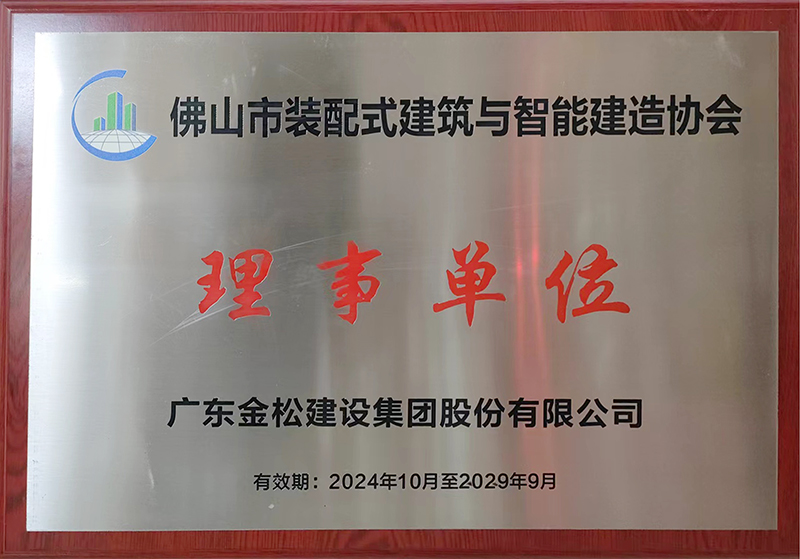 佛山市装配式建筑与智能建造协会
理事单位
广东金松建设集团股份有限公司
有效期：2024年10月至2029年9月